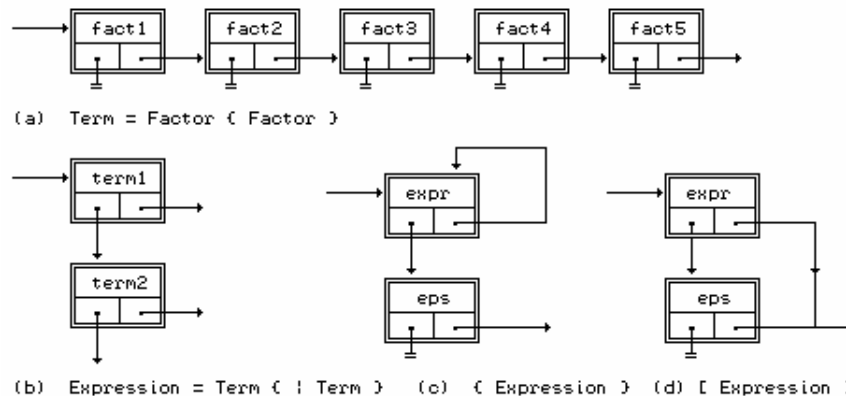 fact1 fact2 fact3 fact4 fact5
(a) Term = Factor { Factor }
term1 expr expr
term2 eps eps
(b) Expression = Term { | Term } (c) { Expression } (d) [ Expression ]